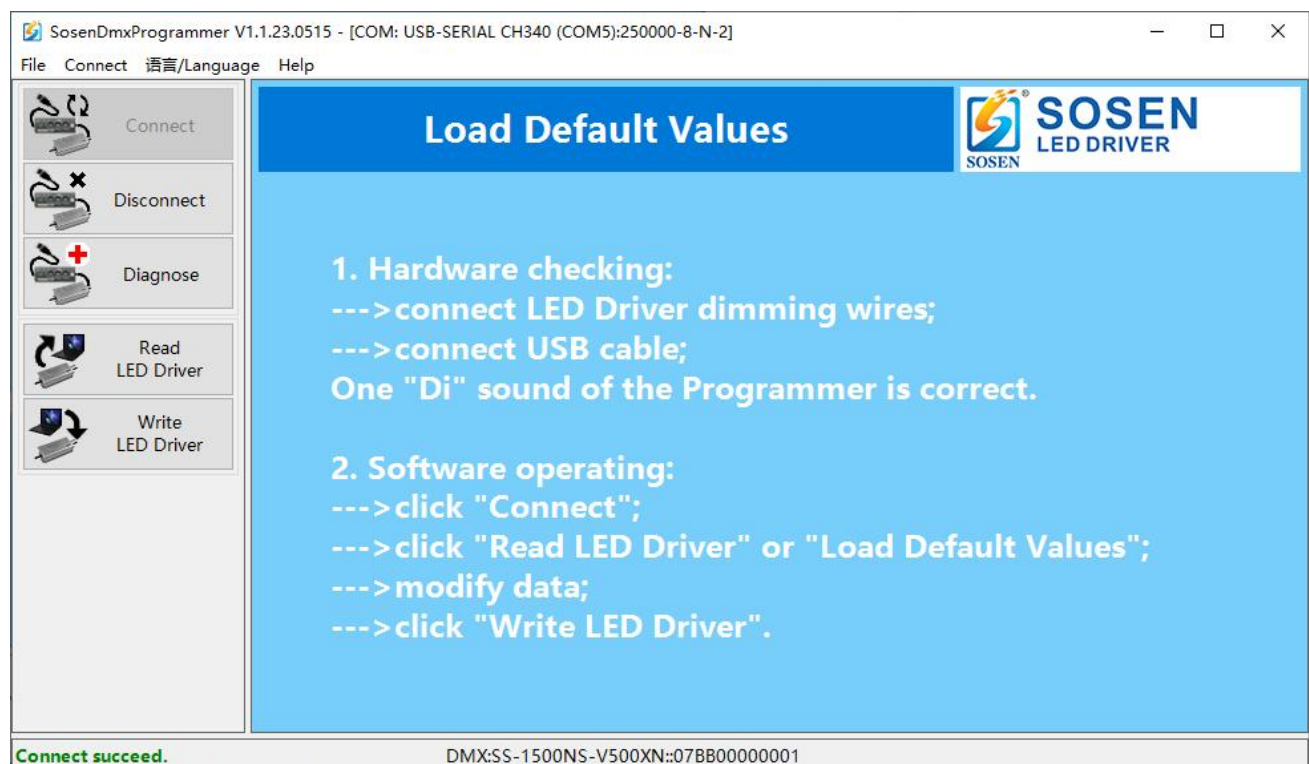 SosenDmxProgrammer V1.1.23.0515 - [COM: USB-SERIAL CH340 (COM5):250000-8-N-2]
File Connect 语言/Language Help
Connect
Disconnect
Diagnose
Read
LED Driver
Write
LED Driver
Load Default Values
SOSEN
®
SOSEN
LED DRIVER
1. Hardware checking:
--->connect LED Driver dimming wires;
--->connect USB cable;
One "Di" sound of the Programmer is correct.
2. Software operating:
--->click "Connect";
--->click "Read LED Driver" or "Load Default Values";
--->modify data;
--->click "Write LED Driver".
Connect succeed. DMX:SS-1500NS-V500XN::07BB00000001